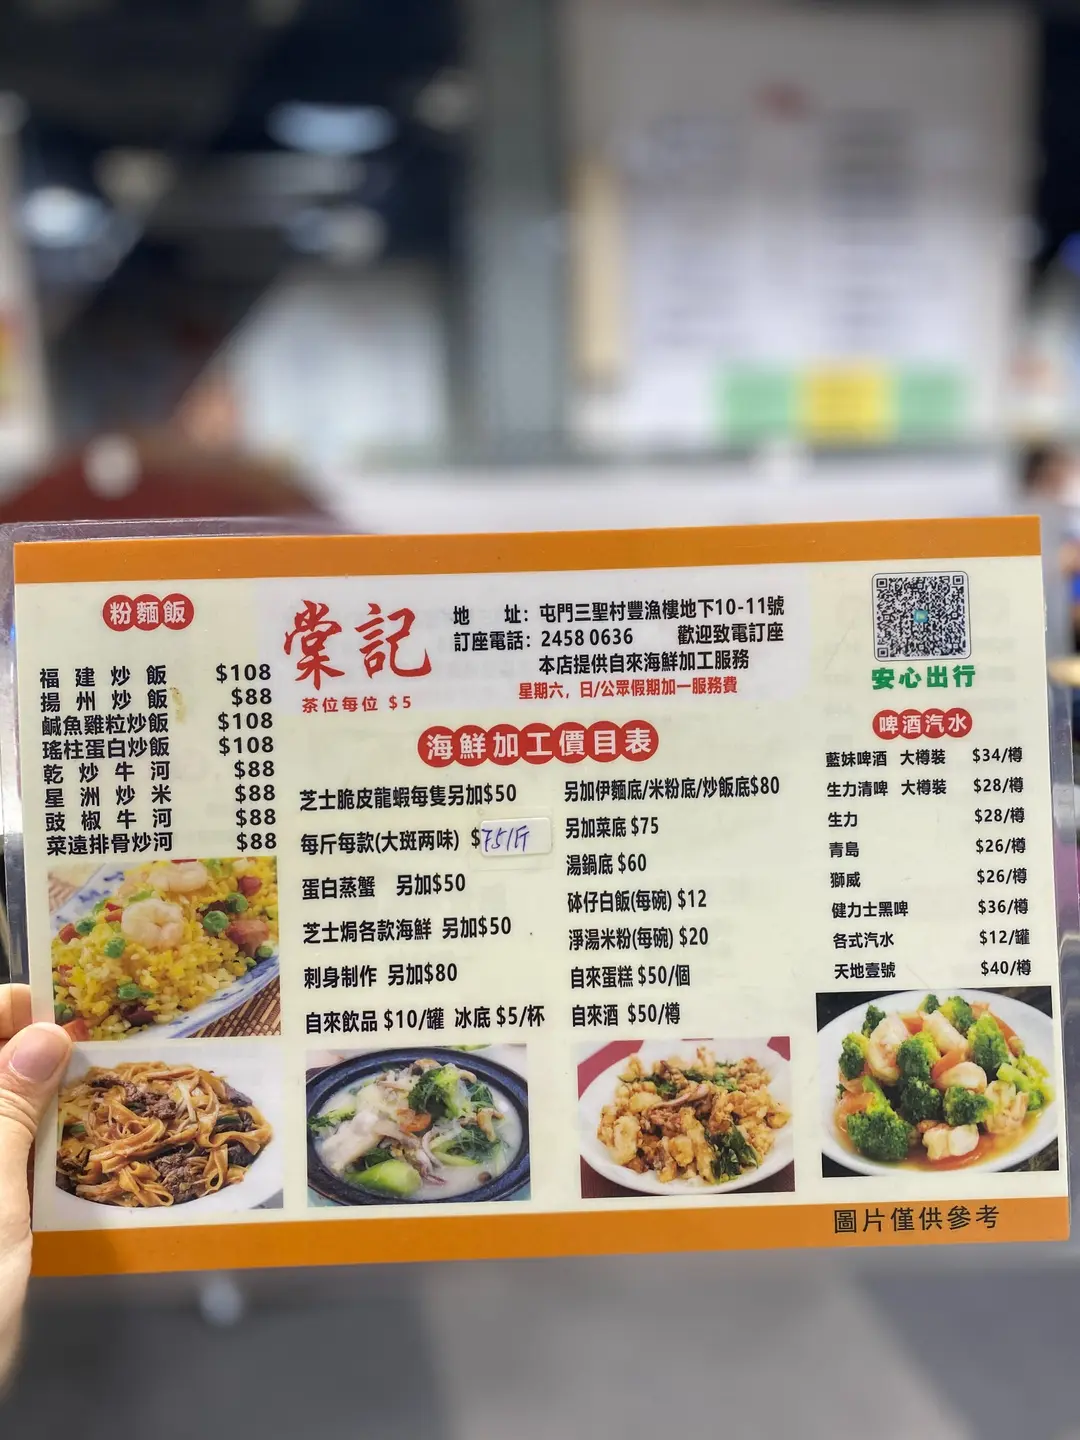 粉麵飯
福建炒飯 $108
揚州炒飯 $88
鹹魚雞粒炒飯 $108
瑤柱蛋白炒飯 $108
乾炒牛河 $88
星洲炒米 $88
豉椒牛河 $88
菜遠排骨炒河 $88
棠記
茶位每位 $5
地 址：屯門三聖村豐漁樓地下10-11號
訂座電話：2458 0636 歡迎致電訂座
本店提供自來海鮮加工服務
星期六，日/公眾假期加一服務費
海鮮加工價目表
芝士脆皮龍蝦每隻另加$50
每斤每款(大斑两味) $75/斤
蛋白蒸蟹 另加$50
芝士焗各款海鮮 另加$50
刺身制作 另加$80
自來飲品 $10/罐 冰底 $5/杯
另加伊麵底/米粉底/炒飯底$80
另加菜底 $75
湯鍋底 $60
砵仔白飯(每碗) $12
淨湯米粉(每碗) $20
自來蛋糕 $50/個
自來酒 $50/樽
安心出行
啤酒汽水
藍妹啤酒 大樽裝 $34/樽
生力清啤 大樽裝 $28/樽
生力 $28/樽
青島 $26/樽
獅威 $26/樽
健力士黑啤 $36/樽
各式汽水 $12/罐
天地壹號 $40/樽
圖片僅供參考